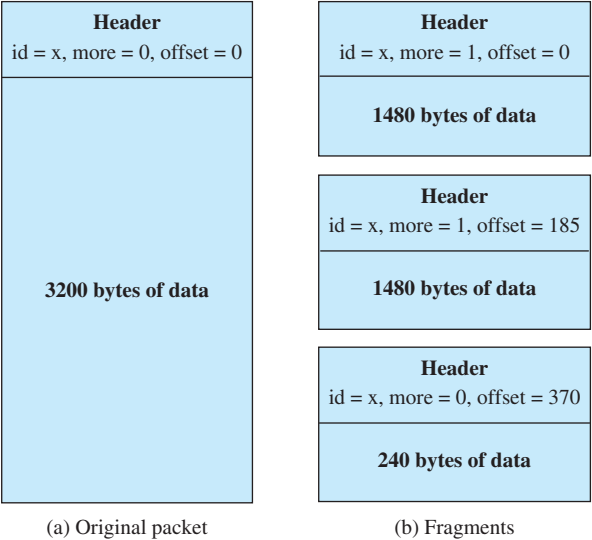 Header
id = x, more = 0, offset = 0
3200 bytes of data
(a) Original packet
Header
id = x, more = 1, offset = 0
1480 bytes of data
Header
id = x, more = 1, offset = 185
1480 bytes of data
Header
id = x, more = 0, offset = 370
240 bytes of data
(b) Fragments